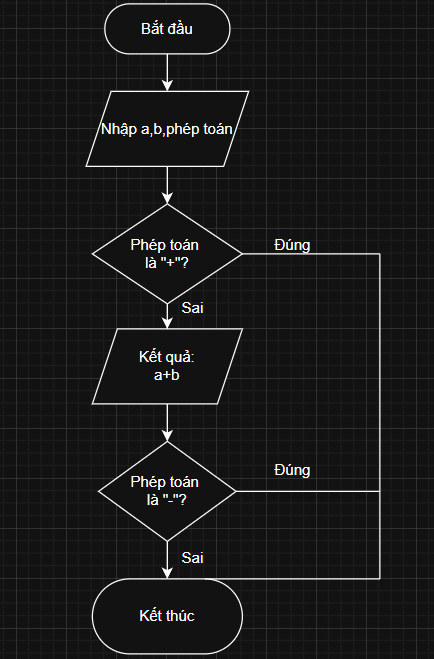 Bắt đầu
Nhập a,b,phép toán
Phép toán
là "+"?
Đúng
Sai
Kết quả:
a+b
Phép toán
là "-"?
Đúng
Sai
Kết thúc